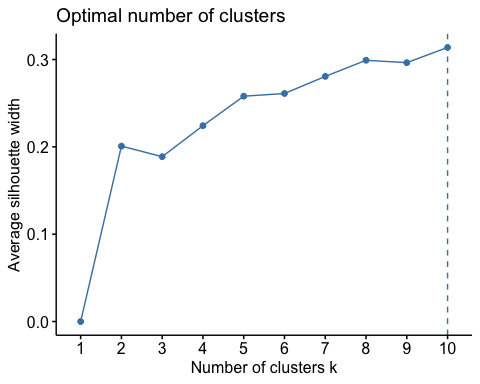 Optimal number of clusters
Average silhouette width
0.3
0.2
0.1
0.0
1 2 3 4 5 6 7 8 9 10
Number of clusters k